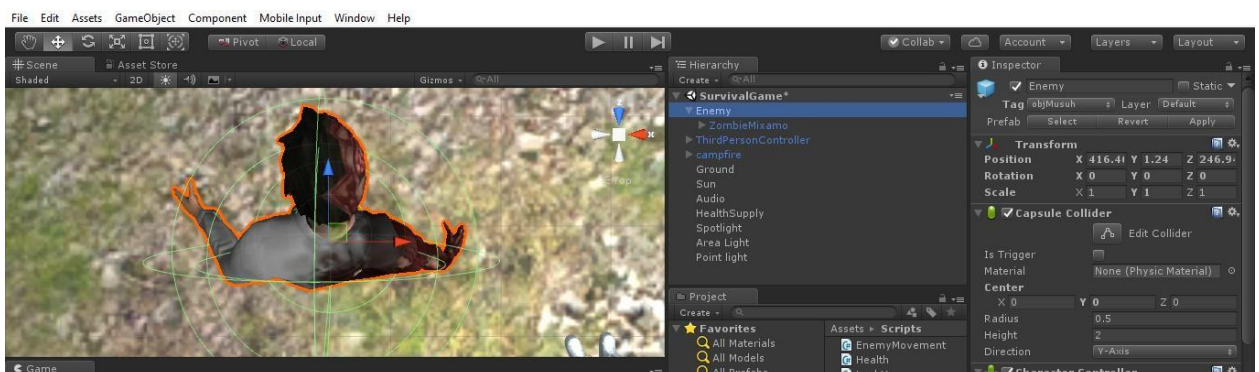 File Edit Assets GameObject Component Mobile Input Window Help
Pivot Local Collab Account Layers Layout
Scene Asset Store
Shaded 2D Gizmos All
Hierarchy
Create All
SurvivalGame*
Enemy
ZombieMixamo
ThirdPersonController
campfire
Ground
Sun
Audio
HealthSupply
Spotlight
Area Light
Point light
Project
Create
Favorites
All Materials
All Models
All Prefabs
Assets Scripts
EnemyMovement
Health
Inspector
Enemy Static
Tag objMusuh Layer Default
Prefab Select Revert Apply
Transform
Position X 416.4 Y 1.24 Z 246.9
Rotation X 0 Y 0 Z 0
Scale X 1 Y 1 Z 1
Capsule Collider
Edit Collider
Is Trigger
Material None (Physic Material)
Center
X 0 Y 0 Z 0
Radius 0.5
Height 2
Direction Y-Axis
Character Controller
Game